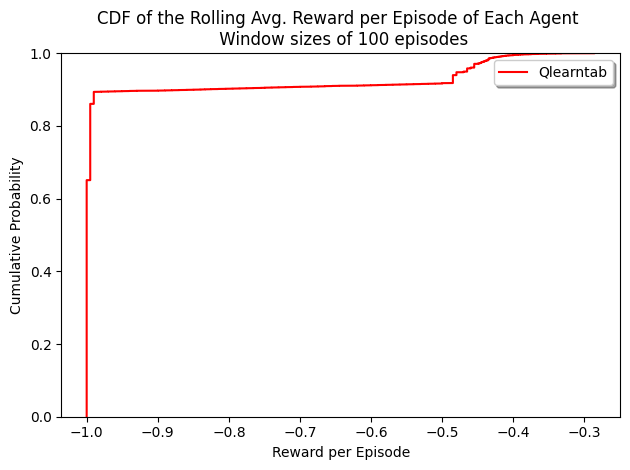 CDF of the Rolling Avg. Reward per Episode of Each Agent
Window sizes of 100 episodes
Qlearntab
Cumulative Probability
1.0
0.8
0.6
0.4
0.2
0.0
−1.0 −0.9 −0.8 −0.7 −0.6 −0.5 −0.4 −0.3
Reward per Episode